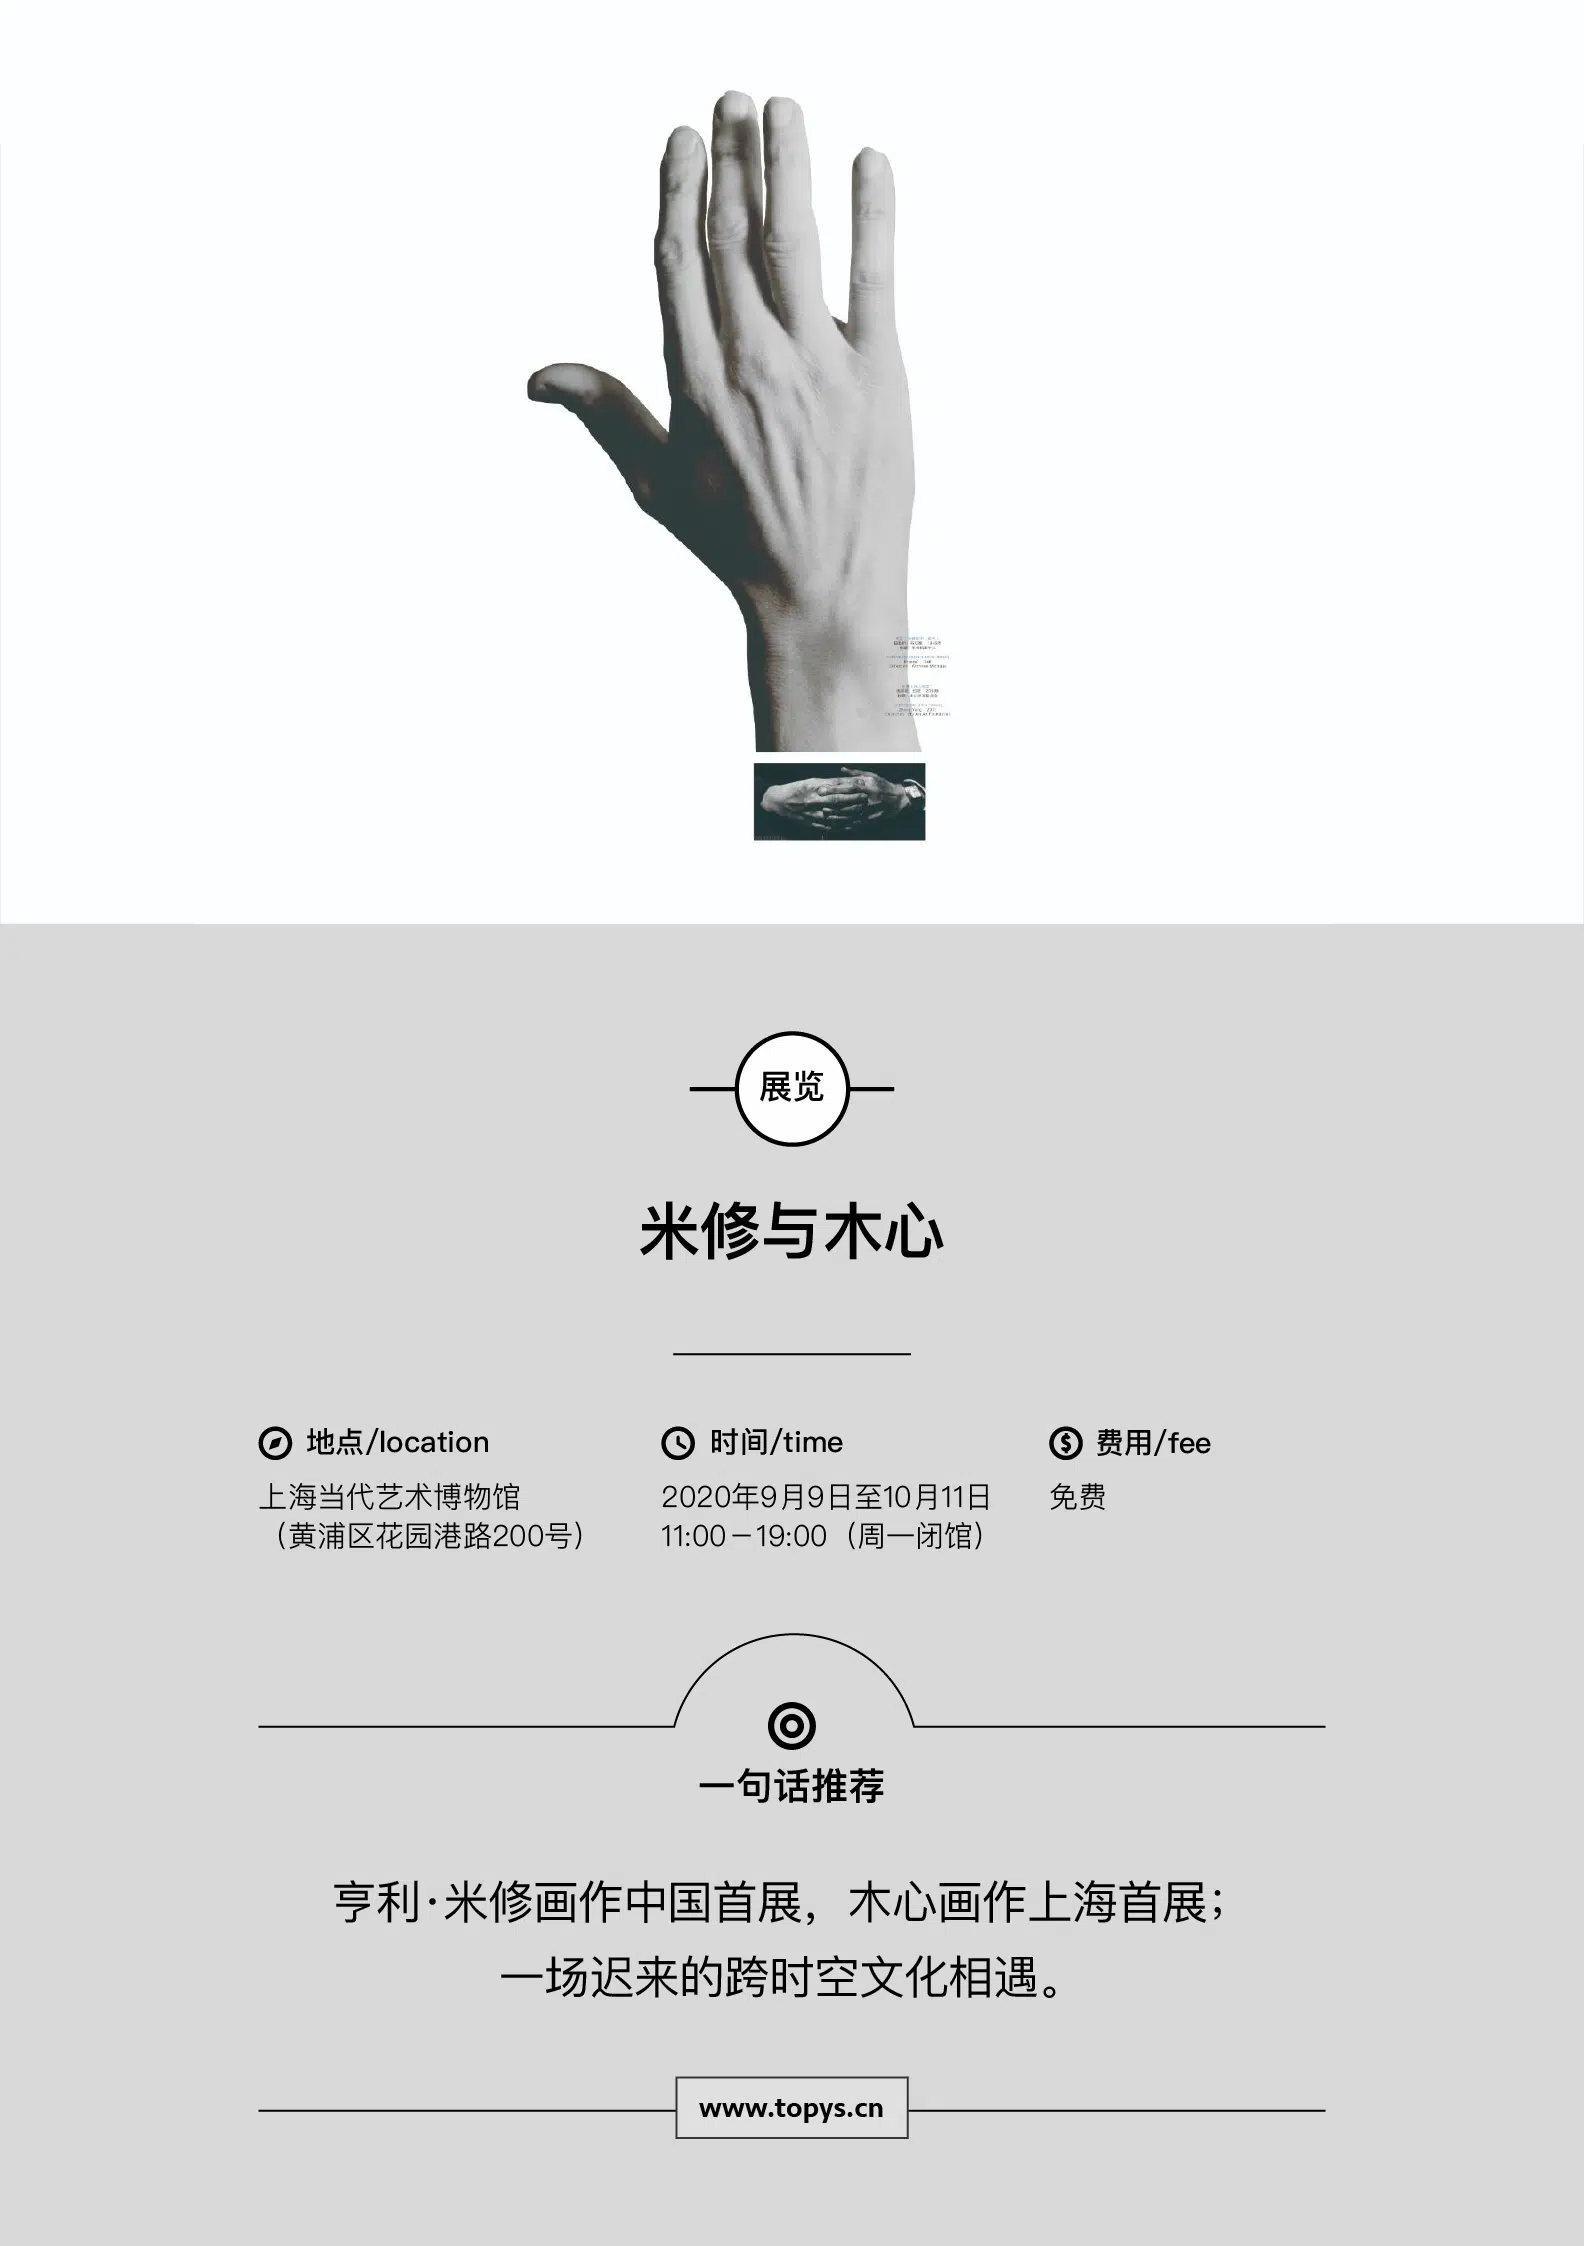 展览
米修与木心
地点/location
上海当代艺术博物馆
（黄浦区花园港路200号）
时间/time
2020年9月9日至10月11日
11:00－19:00（周一闭馆）
费用/fee
免费
一句话推荐
亨利·米修画作中国首展，木心画作上海首展；
一场迟来的跨时空文化相遇。
www.topys.cn